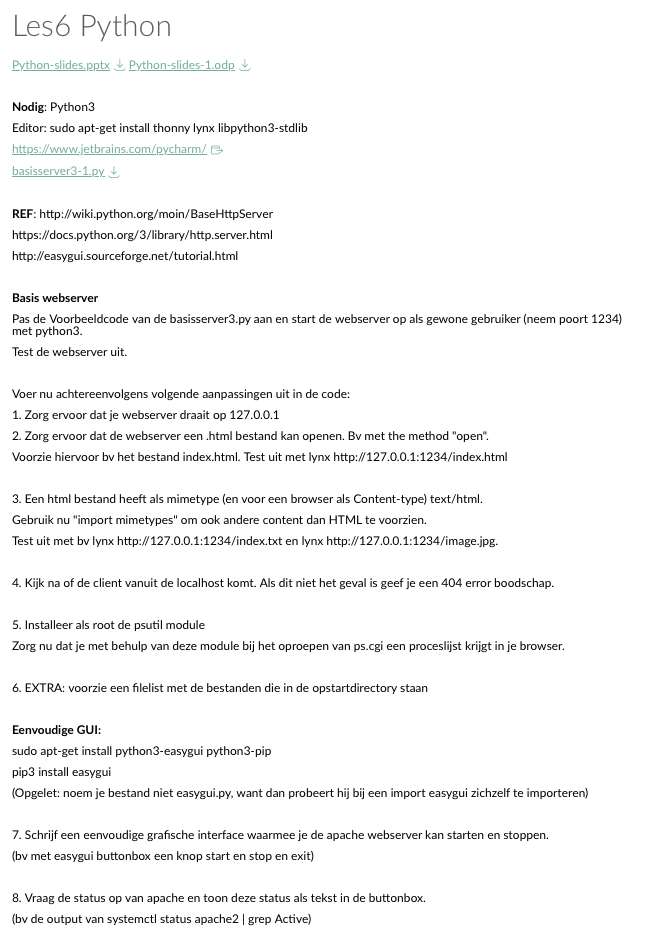 Les6 Python
Python-slides.pptx Python-slides-1.odp
Nodig: Python3
Editor: sudo apt-get install thonny lynx libpython3-stdlib
https://www.jetbrains.com/pycharm/
basisserver3-1.py
REF: http://wiki.python.org/moin/BaseHttpServer
https://docs.python.org/3/library/http.server.html
http://easygui.sourceforge.net/tutorial.html
Basis webserver
Pas de Voorbeeldcode van de basisserver3.py aan en start de webserver op als gewone gebruiker (neem poort 1234)
met python3.
Test de webserver uit.
Voer nu achtereenvolgens volgende aanpassingen uit in de code:
1. Zorg ervoor dat je webserver draait op 127.0.0.1
2. Zorg ervoor dat de webserver een .html bestand kan openen. Bv met the method "open".
Voorzie hiervoor bv het bestand index.html. Test uit met lynx http://127.0.0.1:1234/index.html
3. Een html bestand heeft als mimetype (en voor een browser als Content-type) text/html.
Gebruik nu "import mimetypes" om ook andere content dan HTML te voorzien.
Test uit met bv lynx http://127.0.0.1:1234/index.txt en lynx http://127.0.0.1:1234/image.jpg.
4. Kijk na of de client vanuit de localhost komt. Als dit niet het geval is geef je een 404 error boodschap.
5. Installeer als root de psutil module
Zorg nu dat je met behulp van deze module bij het oproepen van ps.cgi een proceslijst krijgt in je browser.
6. EXTRA: voorzie een filelist met de bestanden die in de opstartdirectory staan
Eenvoudige GUI:
sudo apt-get install python3-easygui python3-pip
pip3 install easygui
(Opgelet: noem je bestand niet easygui.py, want dan probeert hij bij een import easygui zichzelf te importeren)
7. Schrijf een eenvoudige grafische interface waarmee je de apache webserver kan starten en stoppen.
(bv met easygui buttonbox een knop start en stop en exit)
8. Vraag de status op van apache en toon deze status als tekst in de buttonbox.
(bv de output van systemctl status apache2 | grep Active)